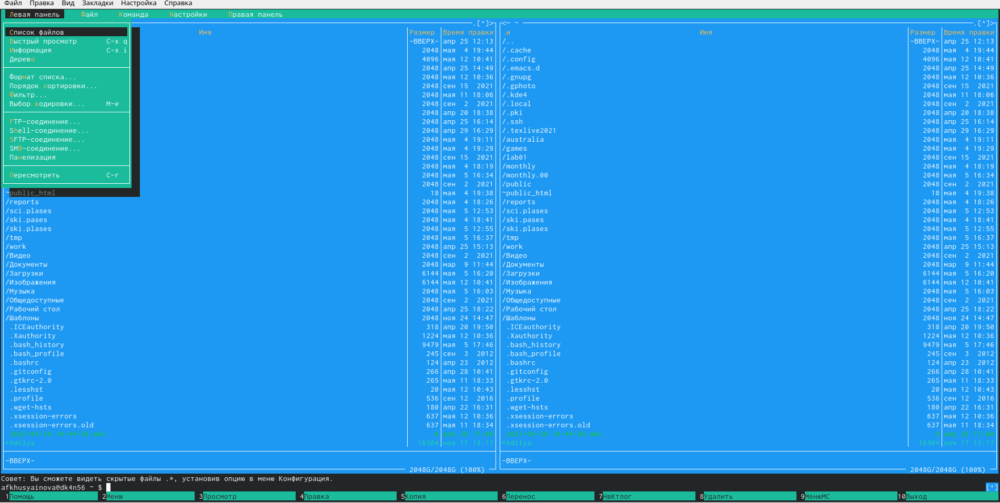 Файл Правка Вид Закладки Настройка Справка
Левая панель Файл Команда Настройки Правая панель
.[^]> <— ~ .[^]>
Список файлов Имя Размер Время правки .и Имя Размер Время правки
Быстрый просмотр C-x q -ВВЕРХ- апр 25 12:13 /.. -ВВЕРХ- апр 25 12:13
Информация C-x i 2048 мая 4 19:44 /.cache 2048 мая 4 19:44
Дерево 4096 мая 12 10:41 /.config 4096 мая 12 10:41
2048 апр 25 14:49 /.emacs.d 2048 апр 25 14:49
Формат списка... 2048 мая 12 10:36 /.gnupg 2048 мая 12 10:36
Порядок сортировки... 2048 сен 15 2021 /.gphoto 2048 сен 15 2021
Фильтр... 2048 мая 11 18:06 /.kde4 2048 мая 11 18:06
Выбор кодировки... M-e 2048 сен 2 2021 /.local 2048 сен 2 2021
2048 апр 20 18:38 /.pki 2048 апр 20 18:38
FTP-соединение... 2048 апр 25 16:14 /.ssh 2048 апр 25 16:14
Shell-соединение... 2048 апр 29 16:29 /.texlive2021 2048 апр 29 16:29
SFTP-соединение... 2048 мая 4 19:11 /australia 2048 мая 4 19:11
SMB-соединение... 2048 мая 4 19:29 /games 2048 мая 4 19:29
Панелизация 2048 сен 15 2021 /lab01 2048 сен 15 2021
2048 мая 4 18:19 /monthly 2048 мая 4 18:19
Пересмотреть C-r 2048 мая 5 16:34 /monthly.00 2048 мая 5 16:34
2048 сен 2 2021 /public 2048 сен 2 2021
~public_html 18 мая 4 19:38 ~public_html 18 мая 4 19:38
/reports 2048 мая 4 18:26 /reports 2048 мая 4 18:26
/sci.plases 2048 мая 5 12:53 /sci.plases 2048 мая 5 12:53
/ski.pases 2048 мая 4 18:41 /ski.pases 2048 мая 4 18:41
/ski.plases 2048 мая 5 12:55 /ski.plases 2048 мая 5 12:55
/tmp 2048 мая 5 16:37 /tmp 2048 мая 5 16:37
/work 2048 апр 25 15:13 /work 2048 апр 25 15:13
/Видео 2048 сен 2 2021 /Видео 2048 сен 2 2021
/Документы 2048 мар 9 11:44 /Документы 2048 мар 9 11:44
/Загрузки 6144 мая 5 16:20 /Загрузки 6144 мая 5 16:20
/Изображения 6144 мая 12 10:41 /Изображения 6144 мая 12 10:41
/Музыка 2048 мая 5 16:03 /Музыка 2048 мая 5 16:03
/Общедоступные 2048 сен 2 2021 /Общедоступные 2048 сен 2 2021
/Рабочий стол 2048 апр 25 18:22 /Рабочий стол 2048 апр 25 18:22
/Шаблоны 2048 ноя 24 14:47 /Шаблоны 2048 ноя 24 14:47
.ICEauthority 318 апр 20 19:50 .ICEauthority 318 апр 20 19:50
.Xauthority 1224 мая 12 10:36 .Xauthority 1224 мая 12 10:36
.bash_history 9479 мая 5 17:46 .bash_history 9479 мая 5 17:46
.bash_profile 245 сен 3 2012 .bash_profile 245 сен 3 2012
.bashrc 124 апр 23 2012 .bashrc 124 апр 23 2012
.gitconfig 266 апр 28 10:41 .gitconfig 266 апр 28 10:41
.gtkrc-2.0 265 мая 11 18:33 .gtkrc-2.0 265 мая 11 18:33
.lesshst 20 мая 12 10:43 .lesshst 20 мая 12 10:43
.profile 536 сен 12 2016 .profile 536 сен 12 2016
.wget-hsts 180 апр 22 16:31 .wget-hsts 180 апр 22 16:31
.xsession-errors 637 мая 12 10:36 .xsession-errors 637 мая 12 10:36
.xsession-errors.old 637 мая 11 18:34 .xsession-errors.old 637 мая 11 18:34
*Adilya 16304 ноя 17 13:17 *Adilya 16304 ноя 17 13:17
-ВВЕРХ- -ВВЕРХ-
2048G/2048G (100%) 2048G/2048G (100%)
Совет: Вы сможете видеть скрытые файлы .*, установив опцию в меню Конфигурация.
afkhusyainova@dk4n56 ~ $ [^]
1Помощь 2Меню 3Просмотр 4Правка 5Копия 6Перенос 7НвКтлог 8Удалить 9МенюМС 10Выход